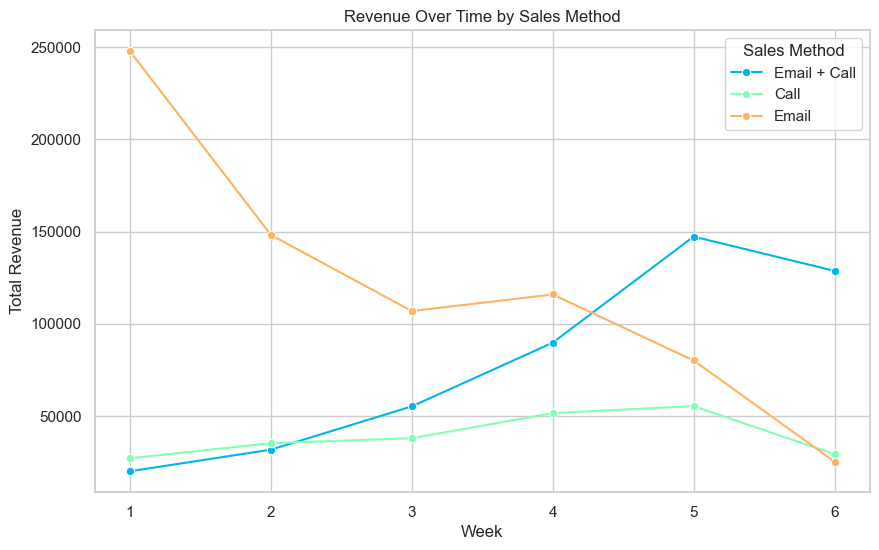 Revenue Over Time by Sales Method
250000
200000
150000
100000
50000
Total Revenue
Sales Method
Email + Call
Call
Email
1 2 3 4 5 6
Week